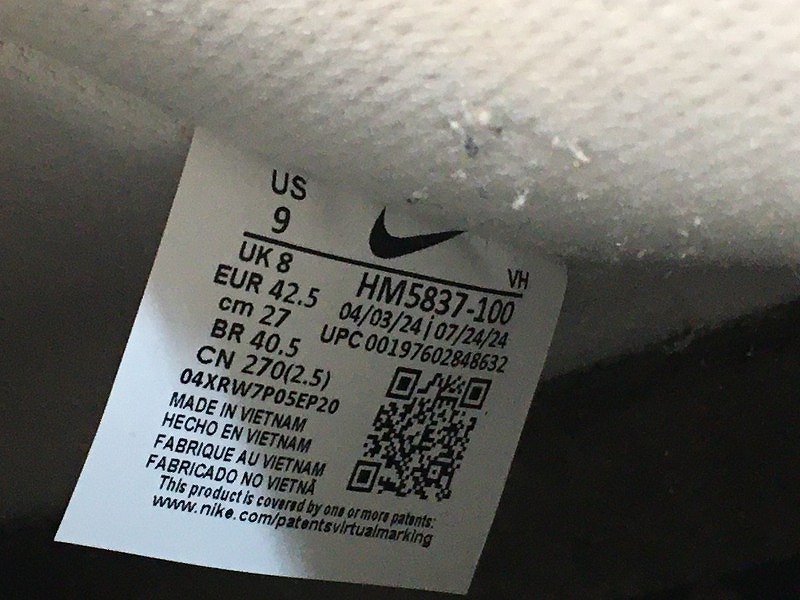 US
9
VH
UK 8
EUR 42.5
cm 27
BR 40.5
CN 270(2.5)
04XRW7P05EP20
HM5837-100
04/03/24 | 07/24/24
UPC 00197602848632
MADE IN VIETNAM
HECHO EN VIETNAM
FABRIQUE AU VIETNAM
FABRICADO NO VIETNÃ
This product is covered by one or more patents:
www.nike.com/patentsvirtualmarking